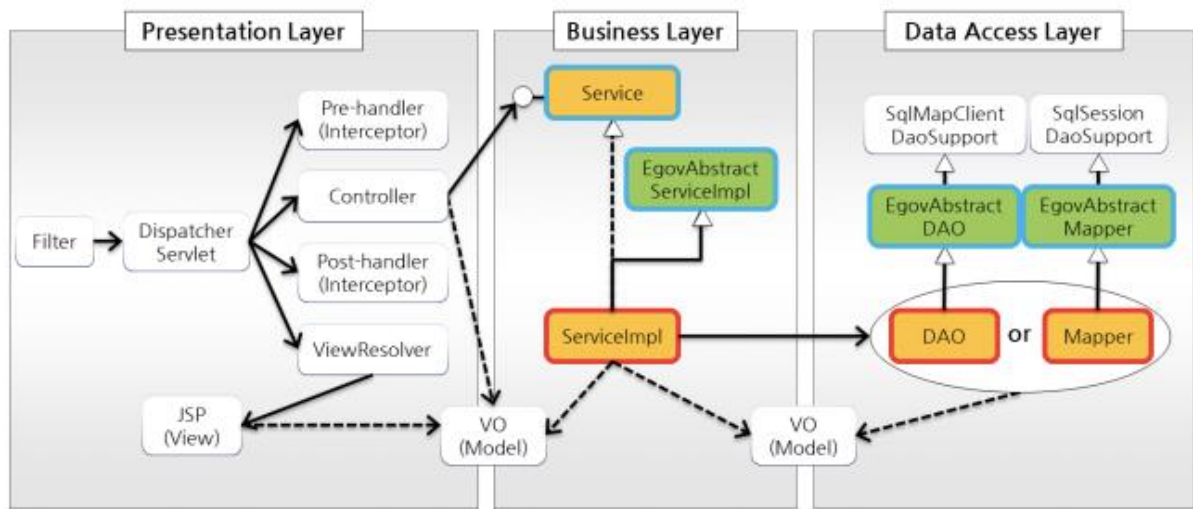 Presentation Layer
Business Layer
Data Access Layer
Pre-handler
(Interceptor)
Service
SqlMapClient
DaoSupport
SqlSession
DaoSupport
EgovAbstract
ServiceImpl
Controller
EgovAbstract
DAO
EgovAbstract
Mapper
Filter
Dispatcher
Servlet
Post-handler
(Interceptor)
ViewResolver
ServiceImpl
DAO
or
Mapper
JSP
(View)
VO
(Model)
VO
(Model)